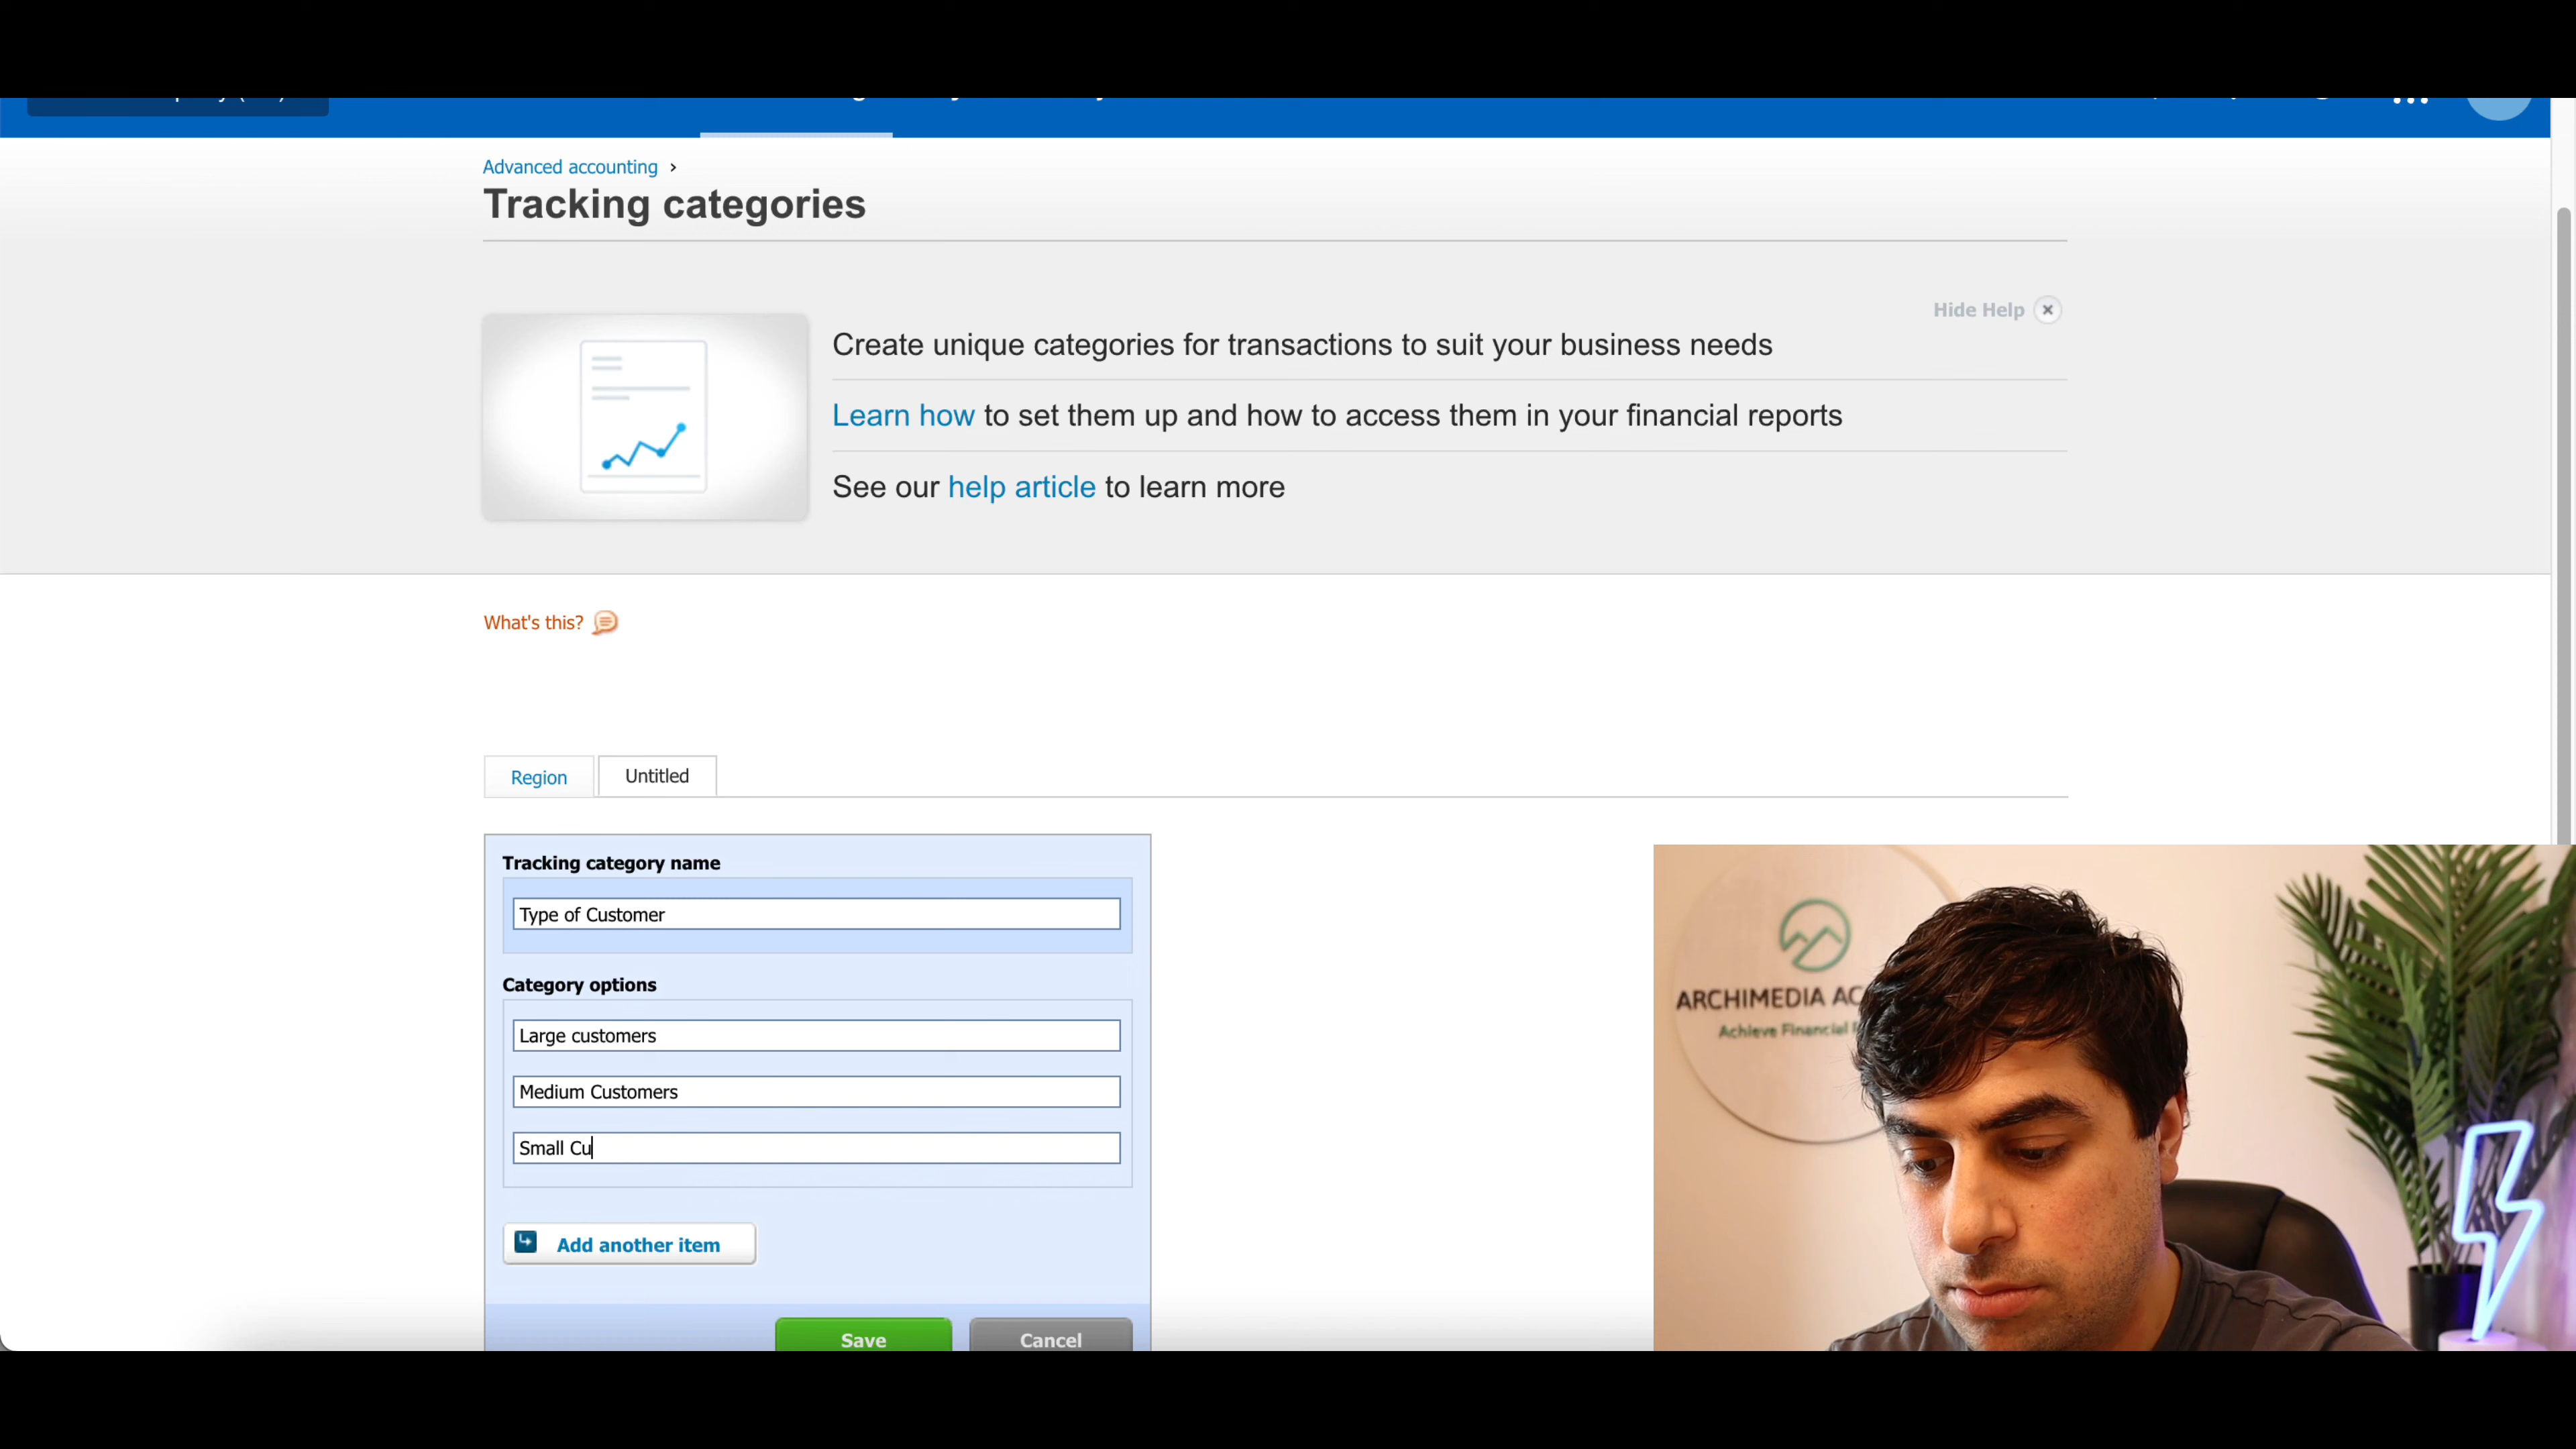 Advanced accounting ›
Tracking categories
Hide Help
Create unique categories for transactions to suit your business needs
Learn how to set them up and how to access them in your financial reports
See our help article to learn more
What's this?
Region
Untitled
Tracking category name
Type of Customer
Category options
Large customers
Medium Customers
Small Cu
Add another item
Save
Cancel
ARCHIMEDIA AC
Achieve Financial